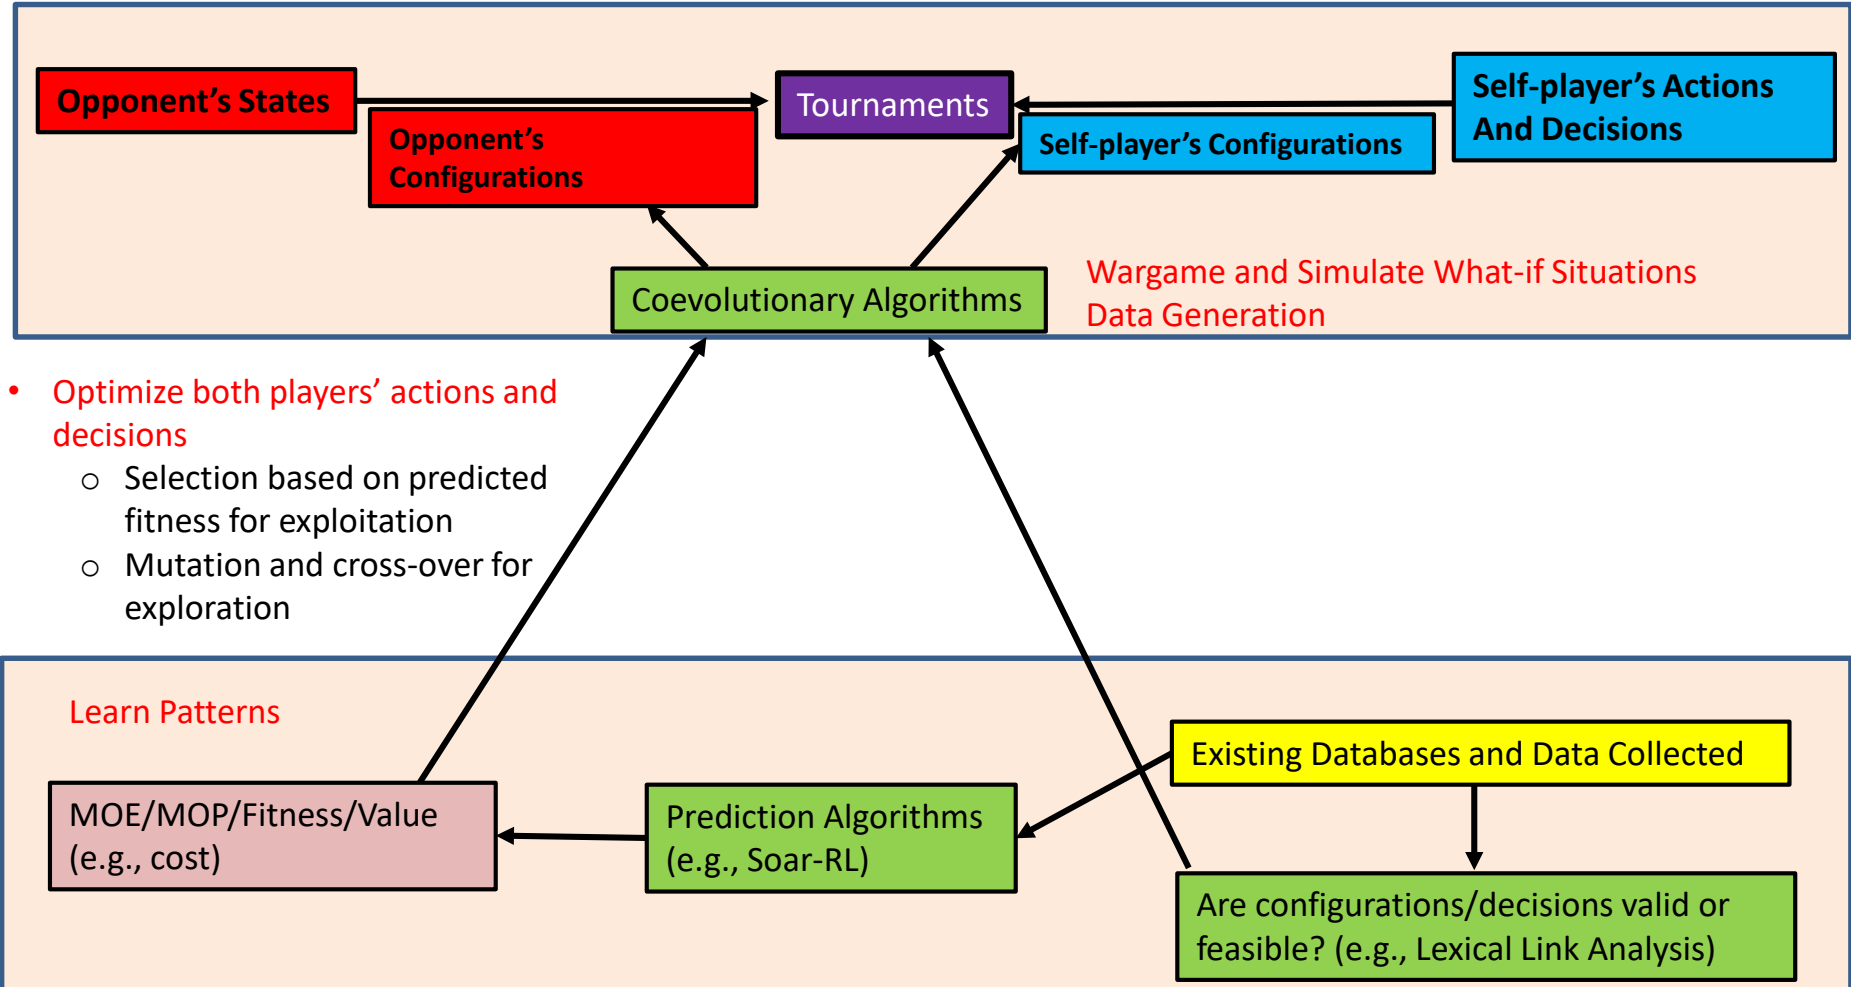 Opponent’s States
Tournaments
Self-player’s Actions
And Decisions
Opponent’s
Configurations
Self-player’s Configurations
Coevolutionary Algorithms
Wargame and Simulate What-if Situations
Data Generation
• Optimize both players’ actions and
decisions
o Selection based on predicted
fitness for exploitation
o Mutation and cross-over for
exploration
Learn Patterns
Existing Databases and Data Collected
MOE/MOP/Fitness/Value
(e.g., cost)
Prediction Algorithms
(e.g., Soar-RL)
Are configurations/decisions valid or
feasible? (e.g., Lexical Link Analysis)